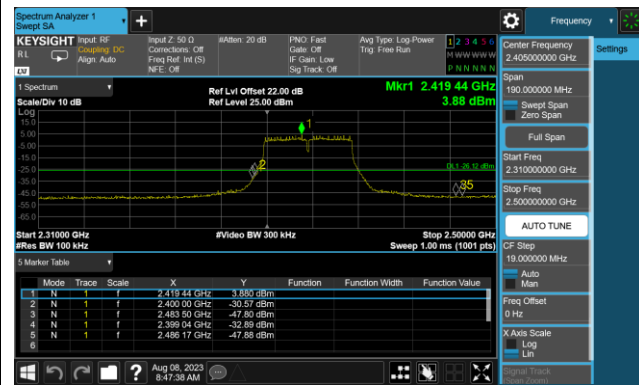 Spectrum Analyzer 1
Swept SA
Frequency
KEYSIGHT
RL
LXI
Input: RF
Coupling: DC
Align: Auto
Input Z: 50 Ω
Corrections: Off
Freq Ref: Int (S)
NFE: Off
#Atten: 20 dB
PNO: Fast
Gate: Off
IF Gain: Low
Sig Track: Off
Avg Type: Log-Power
Trig: Free Run
1 2 3 4 5 6
M W W W W W
P N N N N N
1 Spectrum
Scale/Div 10 dB
Log
Ref Lvl Offset 22.00 dB
Ref Level 25.00 dBm
Mkr1 2.419 44 GHz
3.88 dBm
15.0
5.00
-5.00
-15.0
-25.0
-35.0
-45.0
-55.0
-65.0
1
2
35
DL1 -26.12 dBm
Start 2.31000 GHz
#Video BW 300 kHz
Stop 2.50000 GHz
#Res BW 100 kHz
Sweep 1.00 ms (1001 pts)
5 Marker Table
Mode Trace Scale X Y Function Function Width Function Value
1 N 1 f 2.419 44 GHz 3.880 dBm
2 N 1 f 2.400 00 GHz -30.57 dBm
3 N 1 f 2.483 50 GHz -47.80 dBm
4 N 1 f 2.399 04 GHz -32.89 dBm
5 N 1 f 2.486 17 GHz -47.88 dBm
6
Aug 08, 2023
8:47:38 AM
?
Center Frequency
2.405000000 GHz
Settings
Span
190.000000 MHz
Swept Span
Zero Span
Full Span
Start Freq
2.310000000 GHz
Stop Freq
2.500000000 GHz
AUTO TUNE
CF Step
19.000000 MHz
Auto
Man
Freq Offset
0 Hz
X Axis Scale
Log
Lin
Signal Track
(Span Zoom)